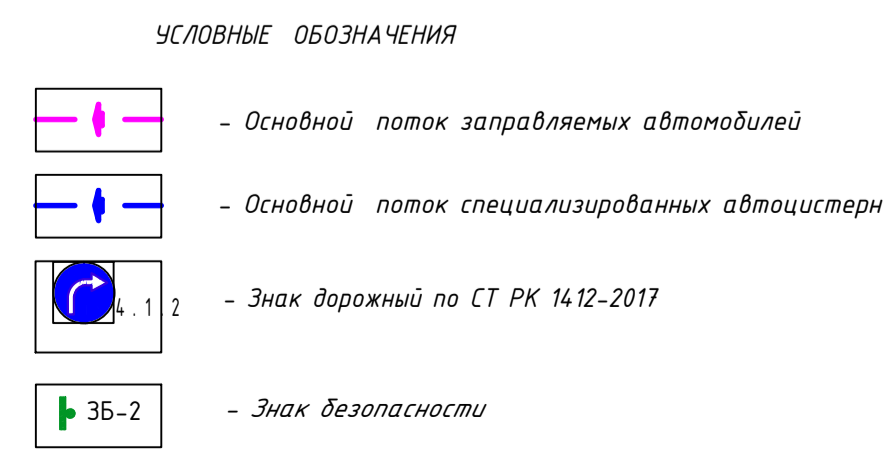 УСЛОВНЫЕ ОБОЗНАЧЕНИЯ
- Основной поток заправляемых автомобилей
- Основной поток специализированных автоцистерн
4.1.2 - Знак дорожный по СТ РК 1412-2017
ЗБ-2 - Знак безопасности